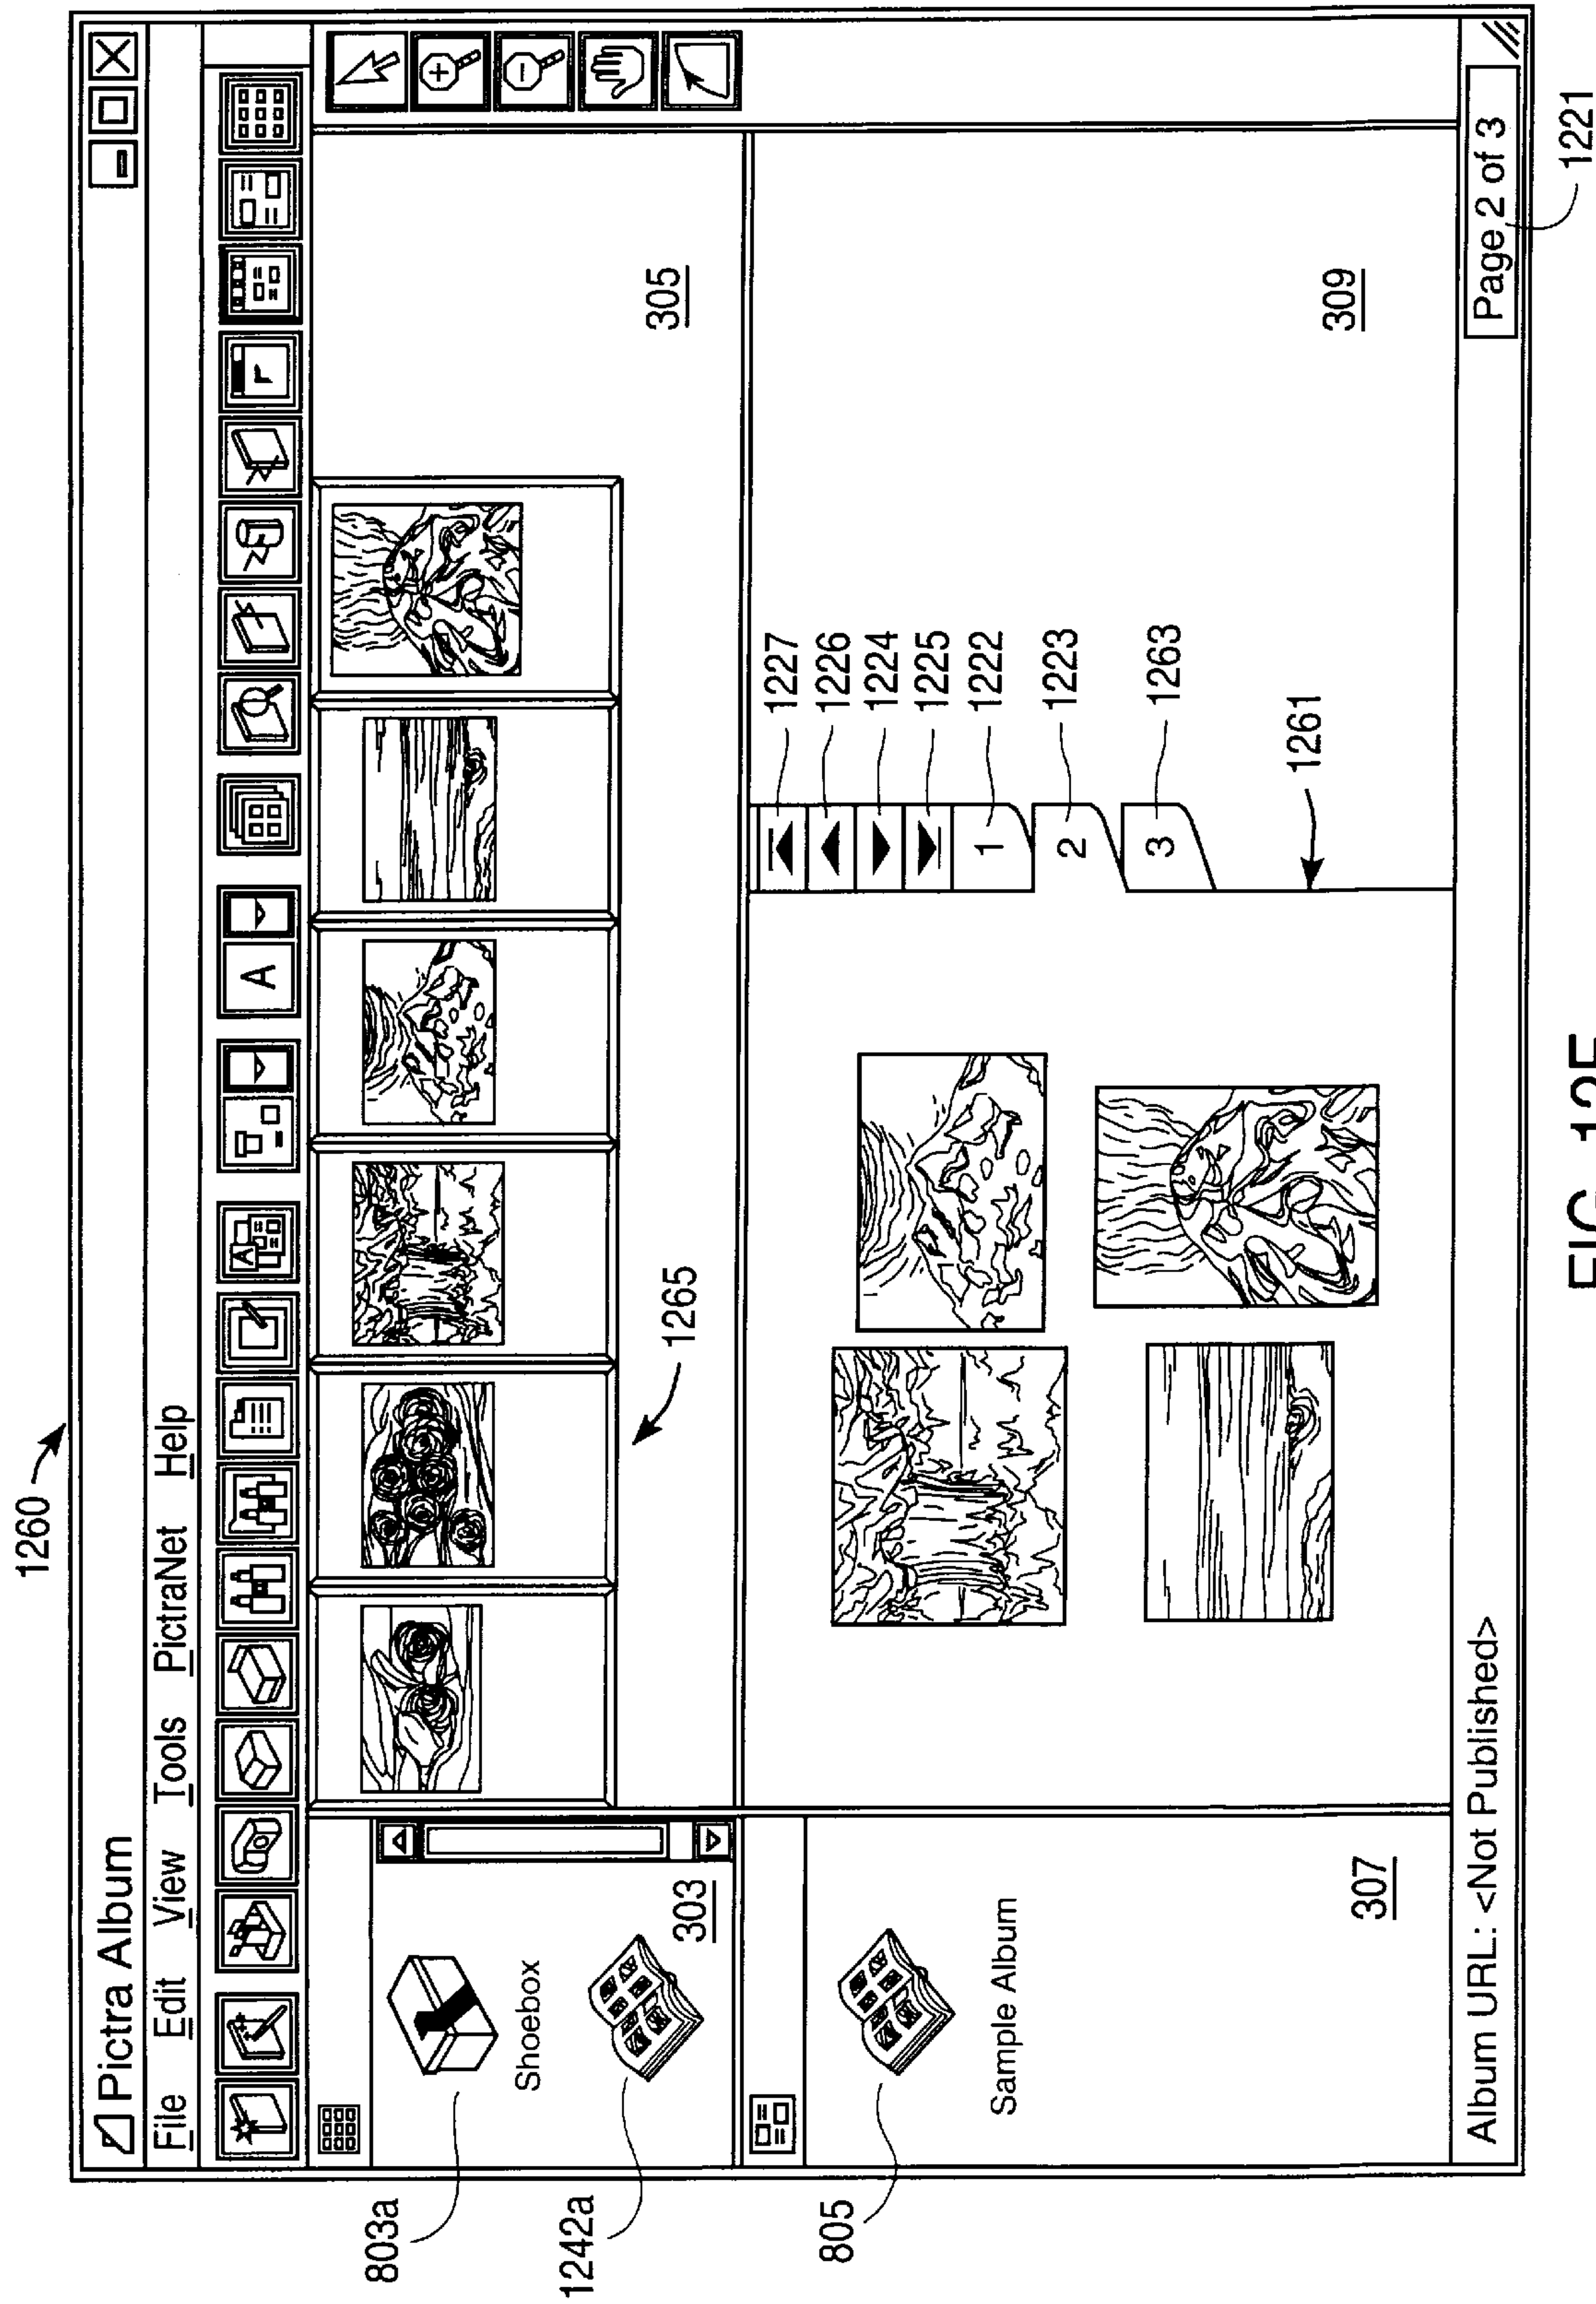 1260
Pictra Album
File Edit View Tools PictraNet Help
A
A
803a
Shoebox
1242a
303
1265
305
805
Sample Album
307
1227
1226
1224
1225
1 1222
2 1223
3 1263
1261
309
Album URL: <Not Published>
Page 2 of 3
1221